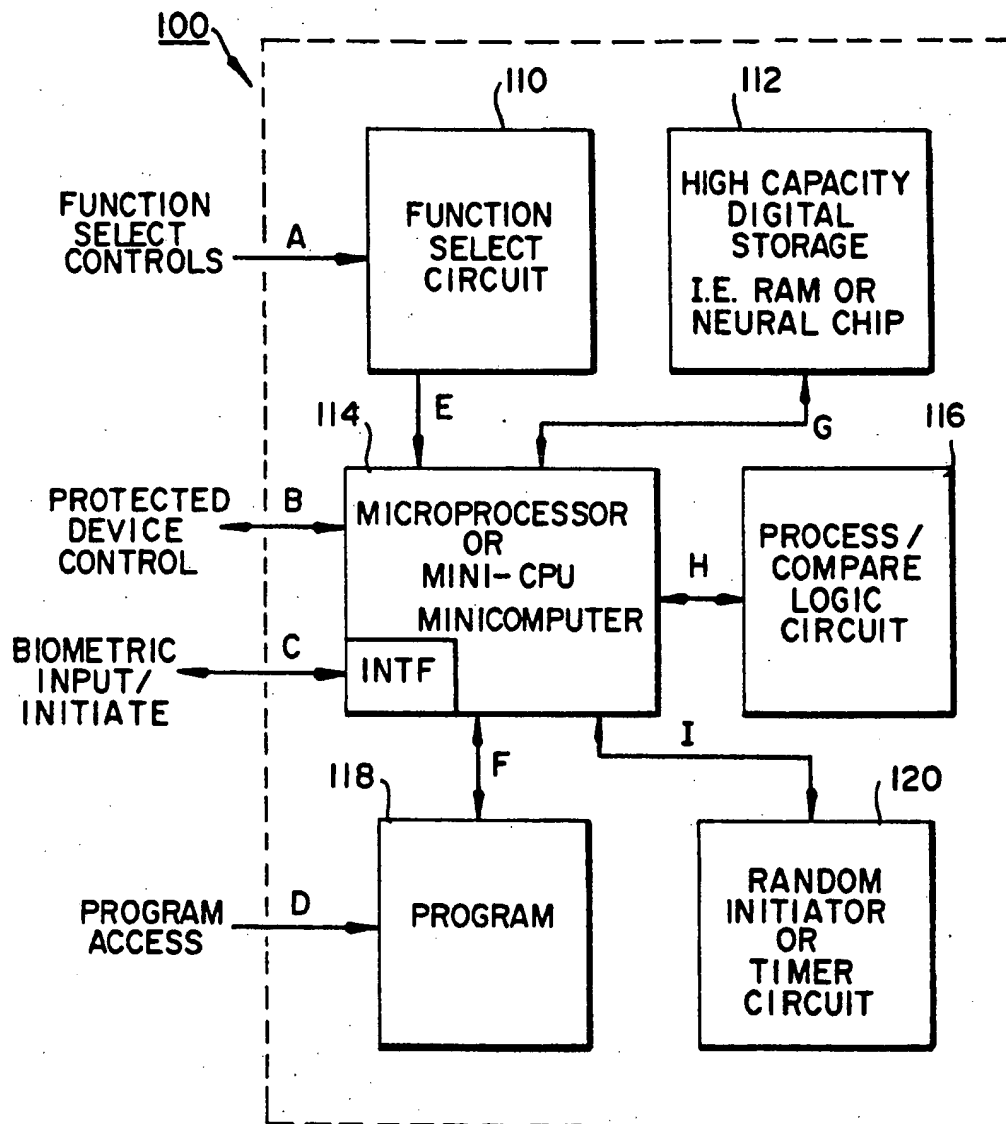 100
110
112
FUNCTION
SELECT
CONTROLS
A
FUNCTION
SELECT
CIRCUIT
HIGH CAPACITY
DIGITAL
STORAGE
I.E. RAM OR
NEURAL CHIP
E
G
114
116
PROTECTED
DEVICE
CONTROL
B
MICROPROCESSOR
OR
MINI-CPU
MINICOMPUTER
H
PROCESS/
COMPARE
LOGIC
CIRCUIT
BIOMETRIC
INPUT/
INITIATE
C
INTF
F
I
118
120
PROGRAM
ACCESS
D
PROGRAM
RANDOM
INITIATOR
OR
TIMER
CIRCUIT